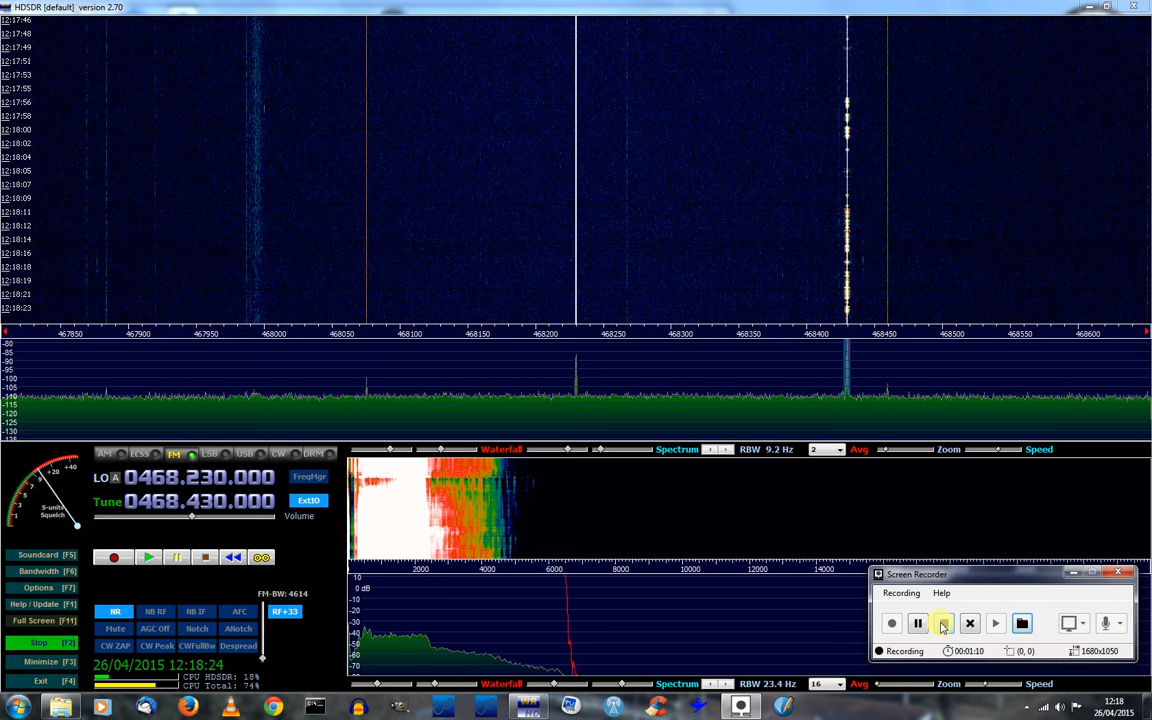 HDSDR [default] version 2.70
12:17:46
12:17:48
12:17:49
12:17:51
12:17:53
12:17:55
12:17:56
12:17:58
12:18:00
12:18:02
12:18:04
12:18:05
12:18:07
12:18:09
12:18:11
12:18:12
12:18:14
12:18:16
12:18:18
12:18:19
12:18:21
12:18:23
467850 467900 467950 468000 468050 468100 468150 468200 468250 468300 468350 468400 468450 468500 468550 468600
-80
-85
-90
-95
-100
-105
-110
-115
-120
-125
-130
Waterfall Spectrum RBW 9.2 Hz 2 Avg Zoom Speed
AM ECSS FM LSB USB CW DRM
LO A 0468.230.000 FreqMgr
Tune 0468.430.000 ExtIO
Volume
+20 +40
1 3 5 7 9
S-units
Squelch
Soundcard [F5]
Bandwidth [F6]
Options [F7]
Help / Update [F1]
Full Screen [F11]
Stop [F2]
Minimize [F3]
Exit [F4]
FM-BW: 4614
NR NB RF NB IF AFC RF+33
Mute AGC Off Notch ANotch
CW ZAP CW Peak CWFullBw Despread
26/04/2015 12:18:24
CPU HDSDR: 18%
CPU Total: 74%
2000 4000 6000 8000 10000 12000 14000
10
0 dB
-10
-20
-30
-40
-50
-60
-70
-80
Waterfall Spectrum RBW 23.4 Hz 16 Avg Zoom Speed
Screen Recorder
Recording Help
Recording 00:01:10 (0, 0) 1680x1050
12:18
26/04/2015